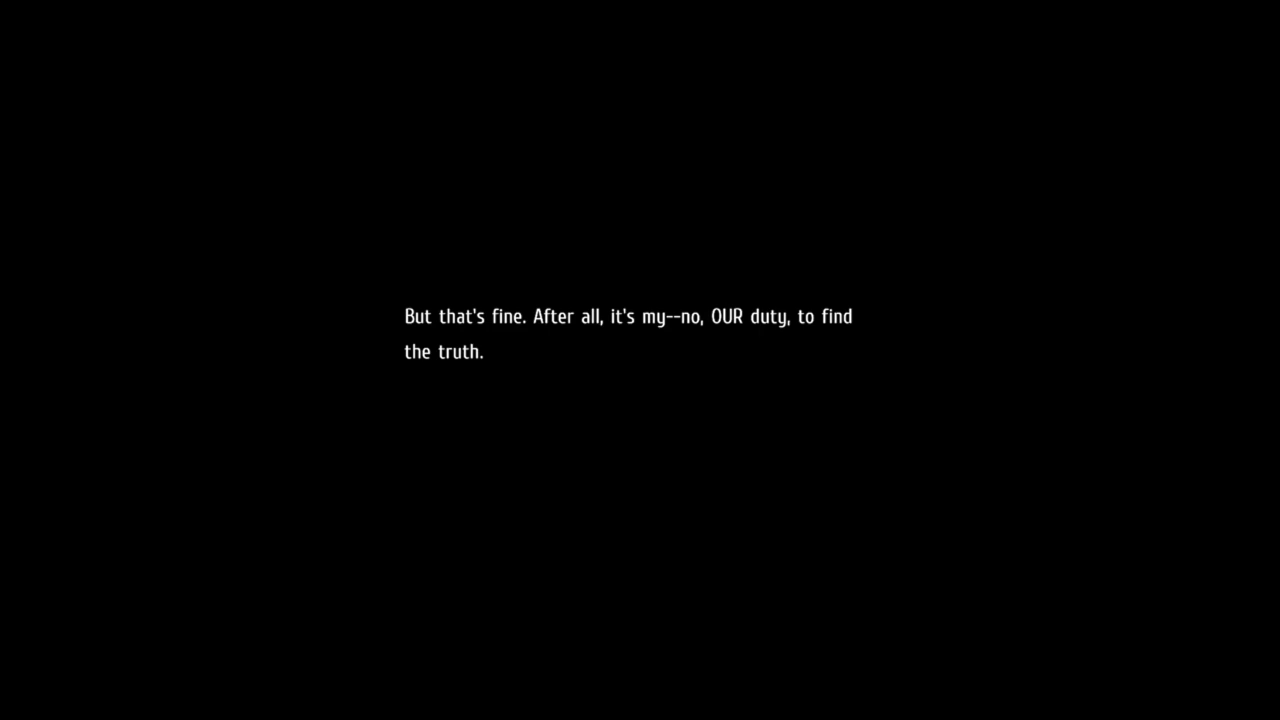 But that's fine. After all, it's my--no, OUR duty, to find
the truth.